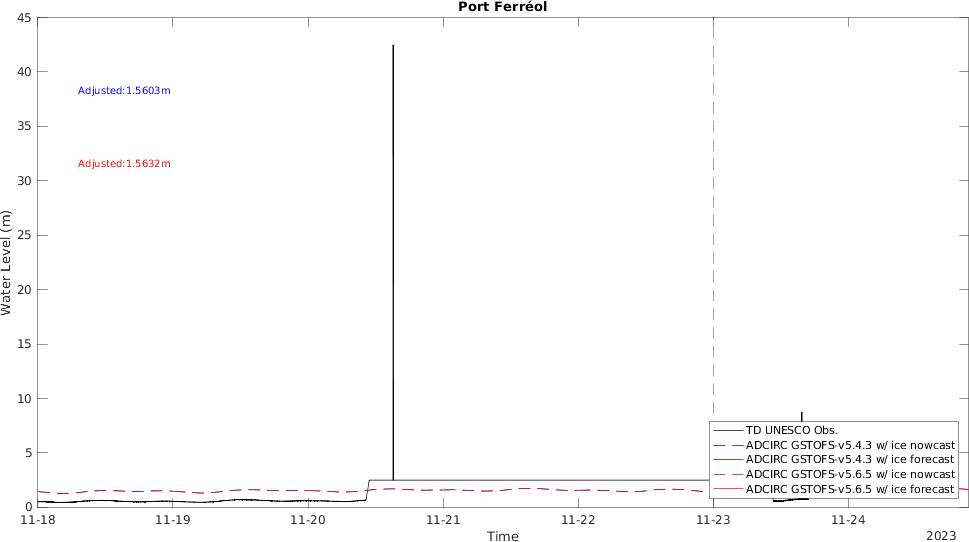 Port Ferréol
45
40
35
30
25
20
15
10
5
0
Water Level (m)
Adjusted:1.5603m
Adjusted:1.5632m
TD UNESCO Obs.
ADCIRC GSTOFS-v5.4.3 w/ ice nowcast
ADCIRC GSTOFS-v5.4.3 w/ ice forecast
ADCIRC GSTOFS-v5.6.5 w/ ice nowcast
ADCIRC GSTOFS-v5.6.5 w/ ice forecast
11-18 11-19 11-20 11-21 11-22 11-23 11-24
Time
2023